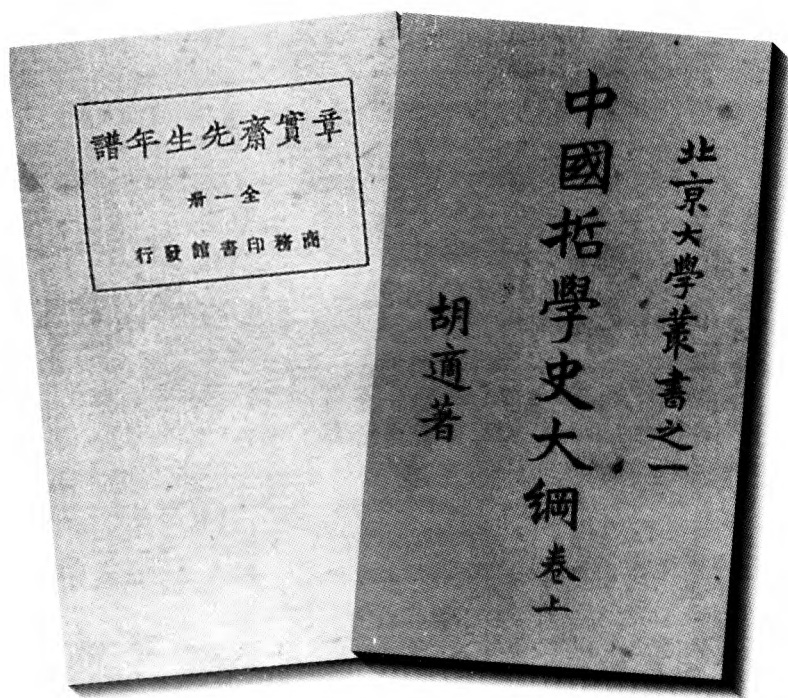 章實齋先生年譜
全一冊
商務印書館發行
北京大學叢書之一
中國哲學史大綱 卷上
胡適著